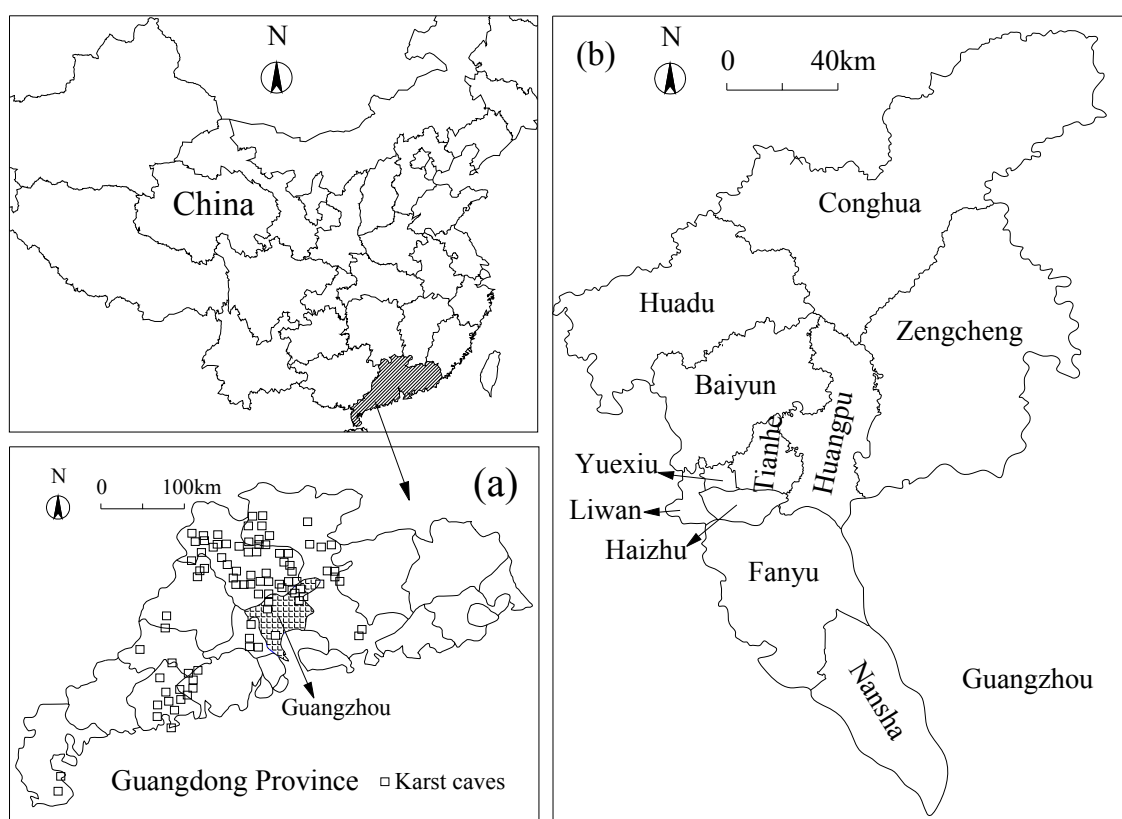 N
China
N
0 100km
(a)
Guangzhou
Guangdong Province
Karst caves
(b)
N
0 40km
Conghua
Huadu
Zengcheng
Baiyun
Tianhe
Huangpu
Yuexiu
Liwan
Haizhu
Fanyu
Nansha
Guangzhou